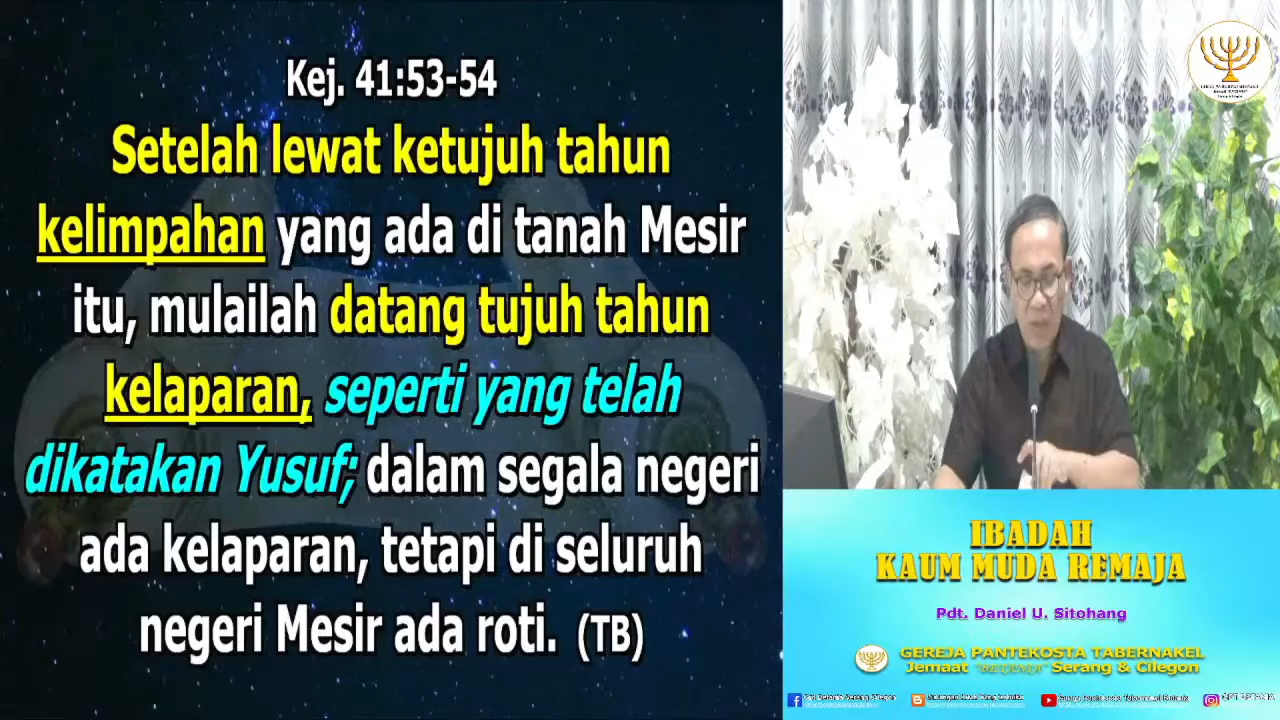 Kej. 41:53-54
Setelah lewat ketujuh tahun
kelimpahan yang ada di tanah Mesir
itu, mulailah datang tujuh tahun
kelaparan, seperti yang telah
dikatakan Yusuf; dalam segala negeri
ada kelaparan, tetapi di seluruh
negeri Mesir ada roti. (TB)
IBADAH
KAUM MUDA REMAJA
Pdt. Daniel U. Sitohang
GEREJA PANTEKOSTA TABERNAKEL
Jemaat "BETANIA" Serang & Cilegon